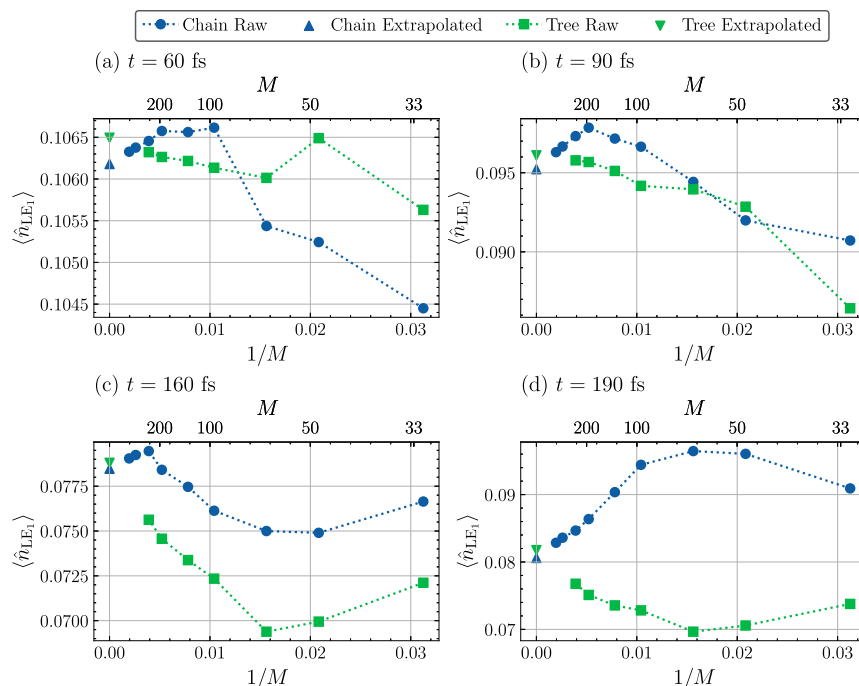 Chain Raw Chain Extrapolated Tree Raw Tree Extrapolated
(a) t = 60 fs
M
200 100 50 33
0.1065
0.1060
0.1055
0.1050
0.1045
⟨n̂LE₁⟩
0.00 0.01 0.02 0.03
1/M
(b) t = 90 fs
M
200 100 50 33
0.095
0.090
⟨n̂LE₁⟩
0.00 0.01 0.02 0.03
1/M
(c) t = 160 fs
M
200 100 50 33
0.0775
0.0750
0.0725
0.0700
⟨n̂LE₁⟩
0.00 0.01 0.02 0.03
1/M
(d) t = 190 fs
M
200 100 50 33
0.09
0.08
0.07
⟨n̂LE₁⟩
0.00 0.01 0.02 0.03
1/M